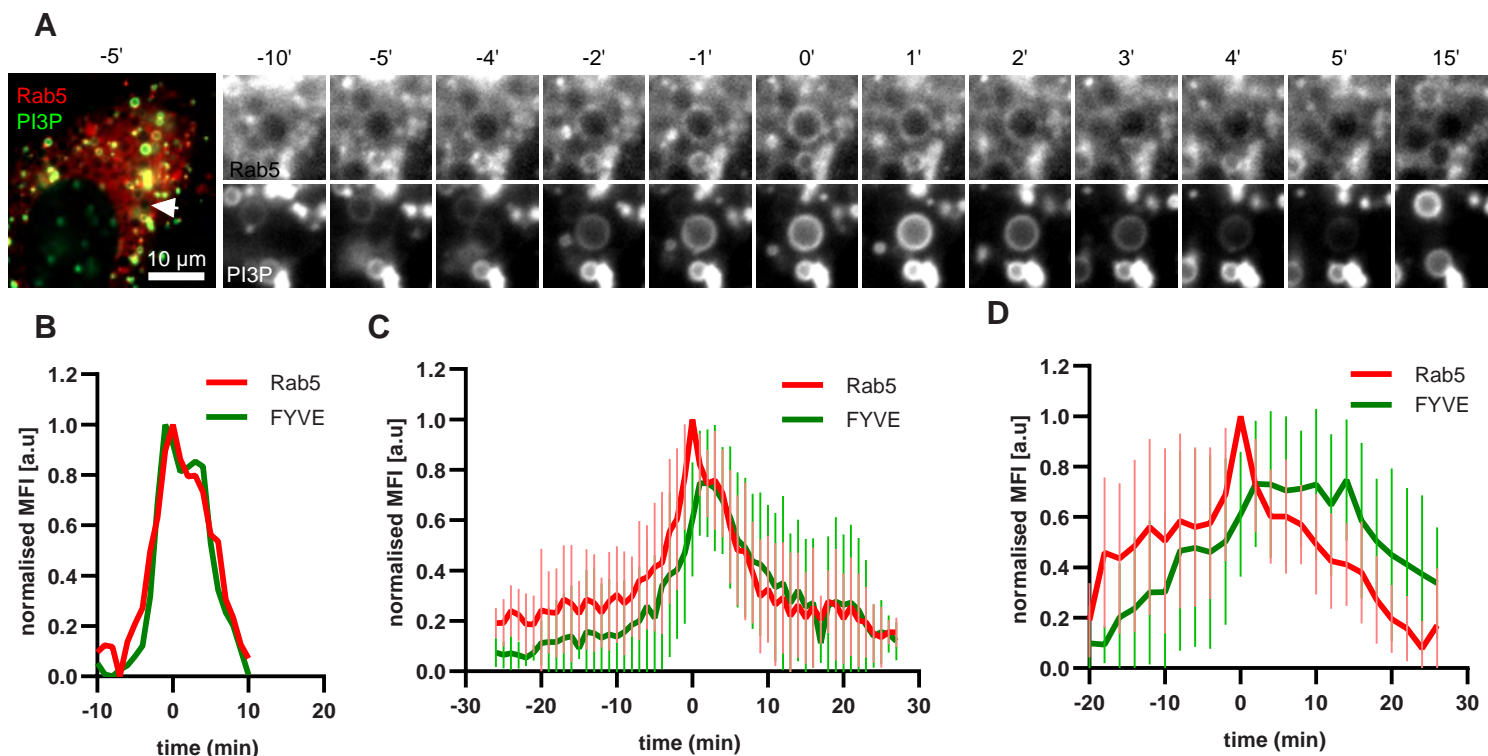 A
-5' -10' -5' -4' -2' -1' 0' 1' 2' 3' 4' 5' 15'
Rab5
PI3P
10 µm
Rab5
PI3P
B
Rab5
FYVE
normalised MFI [a.u]
1.2
1.0
0.8
0.6
0.4
0.2
0.0
-10 0 10 20
time (min)
C
Rab5
FYVE
normalised MFI [a.u]
1.2
1.0
0.8
0.6
0.4
0.2
0.0
-30 -20 -10 0 10 20 30
time (min)
D
Rab5
FYVE
normalised MFI [a.u]
1.2
1.0
0.8
0.6
0.4
0.2
0.0
-20 -10 0 10 20 30
time (min)